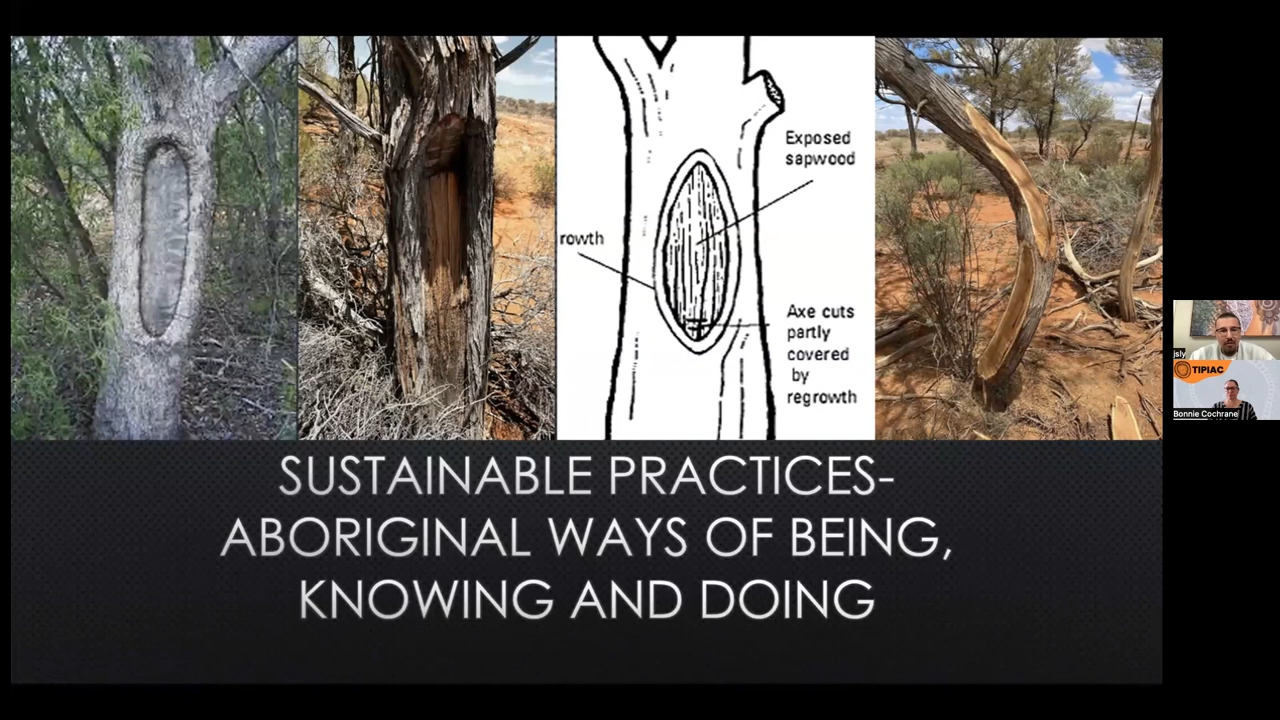 Exposed
sapwood
rowth
Axe cuts
partly
covered
by
regrowth
SUSTAINABLE PRACTICES-
ABORIGINAL WAYS OF BEING,
KNOWING AND DOING
jsly
TIPIAC
Bonnie Cochrane